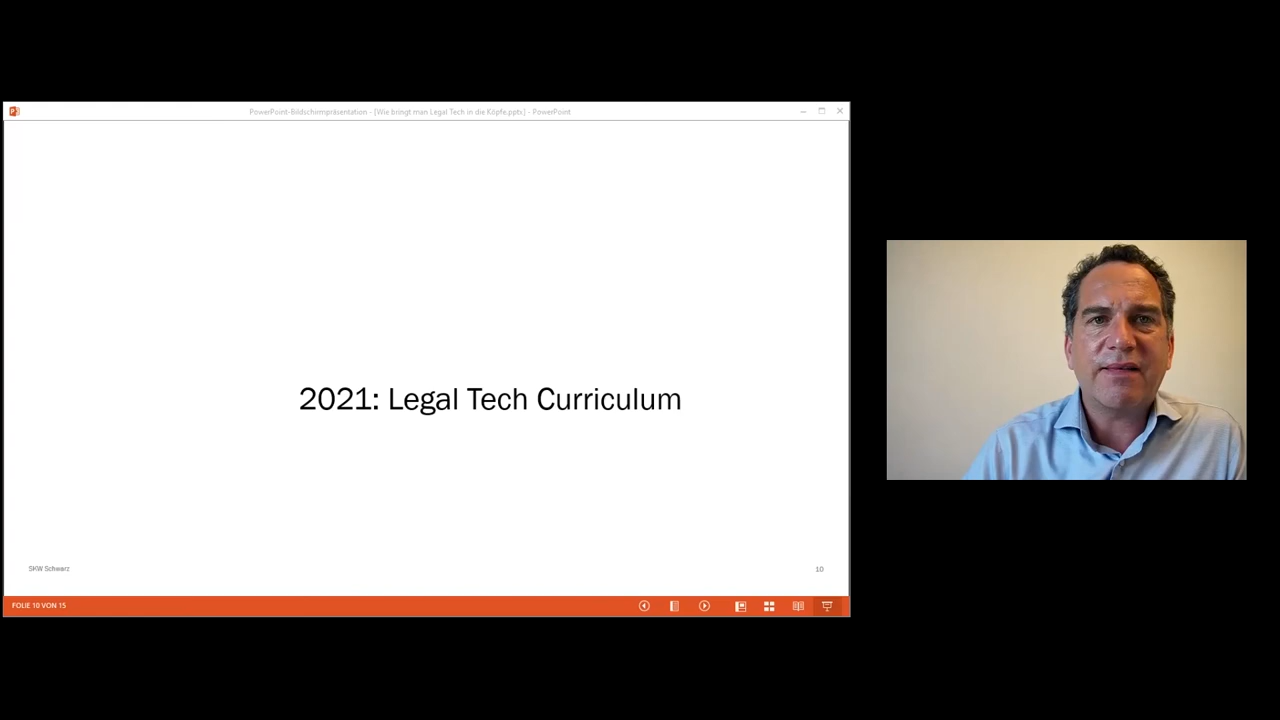 PowerPoint-Bildschirmpräsentation - [Wie bringt man Legal Tech in die Köpfe.pptx] - PowerPoint
2021: Legal Tech Curriculum
SKW Schwarz
10
FOLIE 10 VON 15